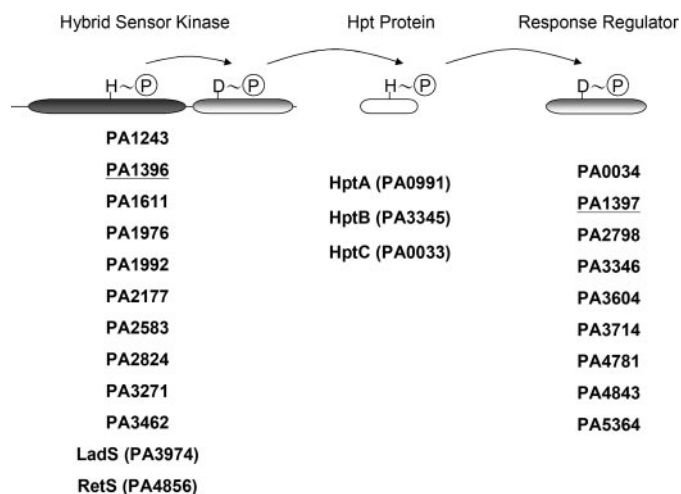 Hybrid Sensor Kinase
Hpt Protein
Response Regulator
H~P
D~P
H~P
D~P
PA1243
PA1396
PA1611
PA1976
PA1992
PA2177
PA2583
PA2824
PA3271
PA3462
LadS (PA3974)
RetS (PA4856)
HptA (PA0991)
HptB (PA3345)
HptC (PA0033)
PA0034
PA1397
PA2798
PA3346
PA3604
PA3714
PA4781
PA4843
PA5364